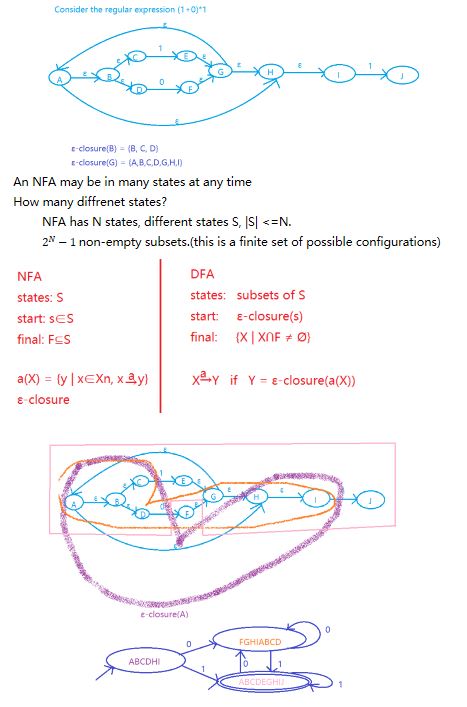 Consider the regular expression (1+0)*1
ε
C 1 E
ε ε
A ε B G ε H ε I 1 J
ε D 0 F ε
ε
ε-closure(B) = {B, C, D}
ε-closure(G) = {A,B,C,D,G,H,I}
An NFA may be in many states at any time
How many diffrenet states?
NFA has N states, different states S, |S| <=N.
2^N − 1 non-empty subsets.(this is a finite set of possible configurations)
NFA
states: S
start: s∈S
final: F⊆S
a(X) = {y | x∈Xn, x a→y}
ε-closure
DFA
states: subsets of S
start: ε-closure(s)
final: {X | X∩F ≠ Ø}
X a→Y if Y = ε-closure(a(X))
ε
C 1 E
ε ε
A ε B G ε H ε I J
D F
ε-closure(A)
0
FGHIABCD
0
ABCDHI
0 1
1
ABCDEGHIJ
1